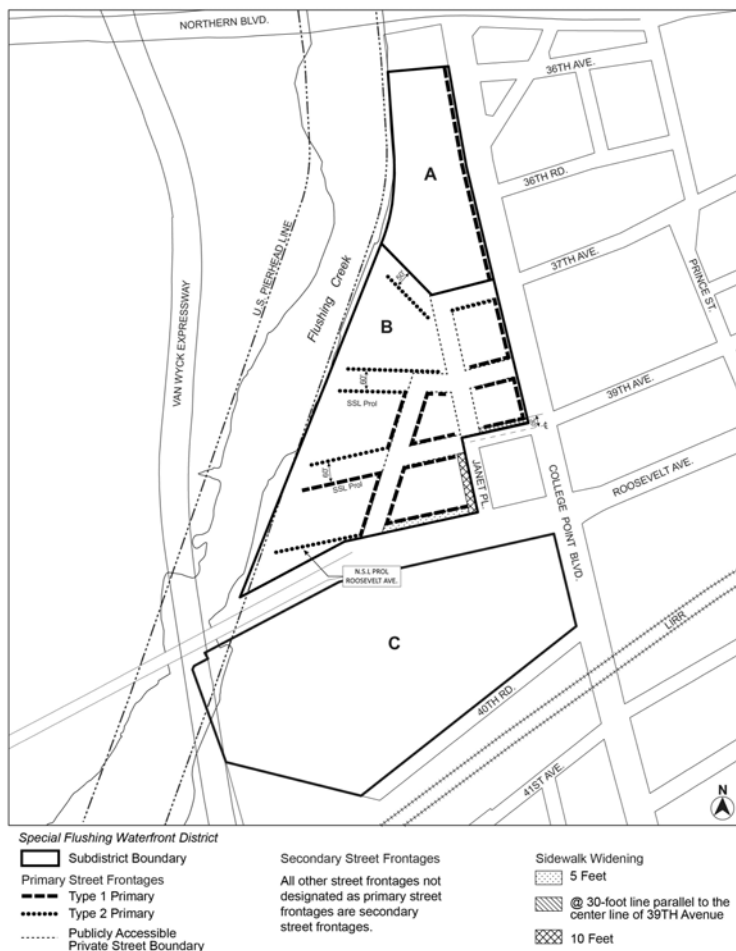 NORTHERN BLVD.
36TH AVE.
A
36TH RD.
U.S. PIERHEAD LINE
Flushing Creek
37TH AVE.
PRINCE ST.
50'
B
VAN WYCK EXPRESSWAY
60'
SSL Prol
39TH AVE.
60'
SSL Prol
JANET PL.
COLLEGE POINT BLVD.
ROOSEVELT AVE.
N.S.L PROL
ROOSEVELT AVE.
C
LIRR
40TH RD.
41ST AVE.
N
Special Flushing Waterfront District
Subdistrict Boundary
Primary Street Frontages
Type 1 Primary
Type 2 Primary
Publicly Accessible
Private Street Boundary
Secondary Street Frontages
All other street frontages not
designated as primary street
frontages are secondary
street frontages.
Sidewalk Widening
5 Feet
@ 30-foot line parallel to the
center line of 39TH Avenue
10 Feet